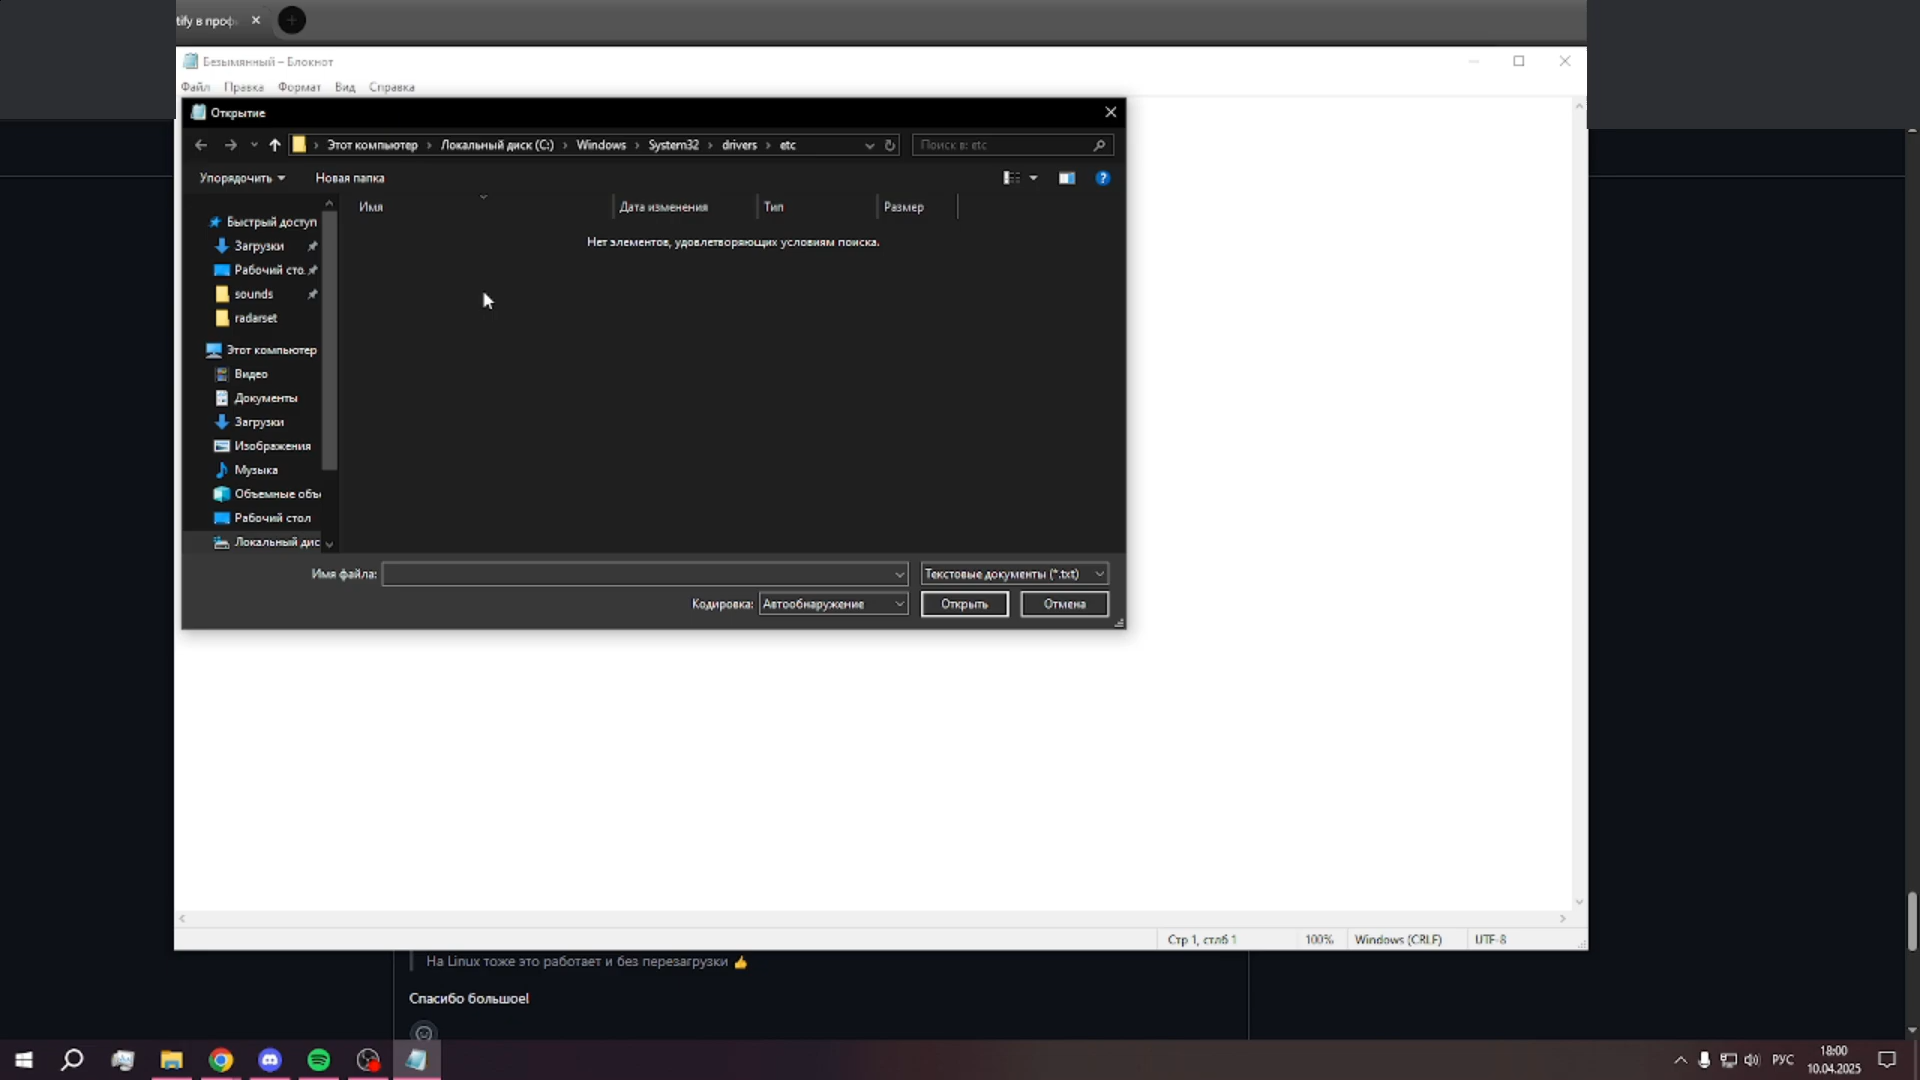 tify в проф
Безымянный – Блокнот
Файл Правка Формат Вид Справка
Открытие
Этот компьютер > Локальный диск (C:) > Windows > System32 > drivers > etc
Поиск в: etc
Упорядочить Новая папка
Имя Дата изменения Тип Размер
Нет элементов, удовлетворяющих условиям поиска.
Быстрый доступ
Загрузки
Рабочий сто
sounds
radarset
Этот компьютер
Видео
Документы
Загрузки
Изображения
Музыка
Объемные объ
Рабочий стол
Локальный дис
Имя файла: Текстовые документы (*.txt)
Кодировка: Автообнаружение Открыть Отмена
Стр 1, стлб 1 100% Windows (CRLF) UTF-8
На Linux тоже это работает и без перезагрузки 👍
Спасибо большое!
РУС
18:00
10.04.2025